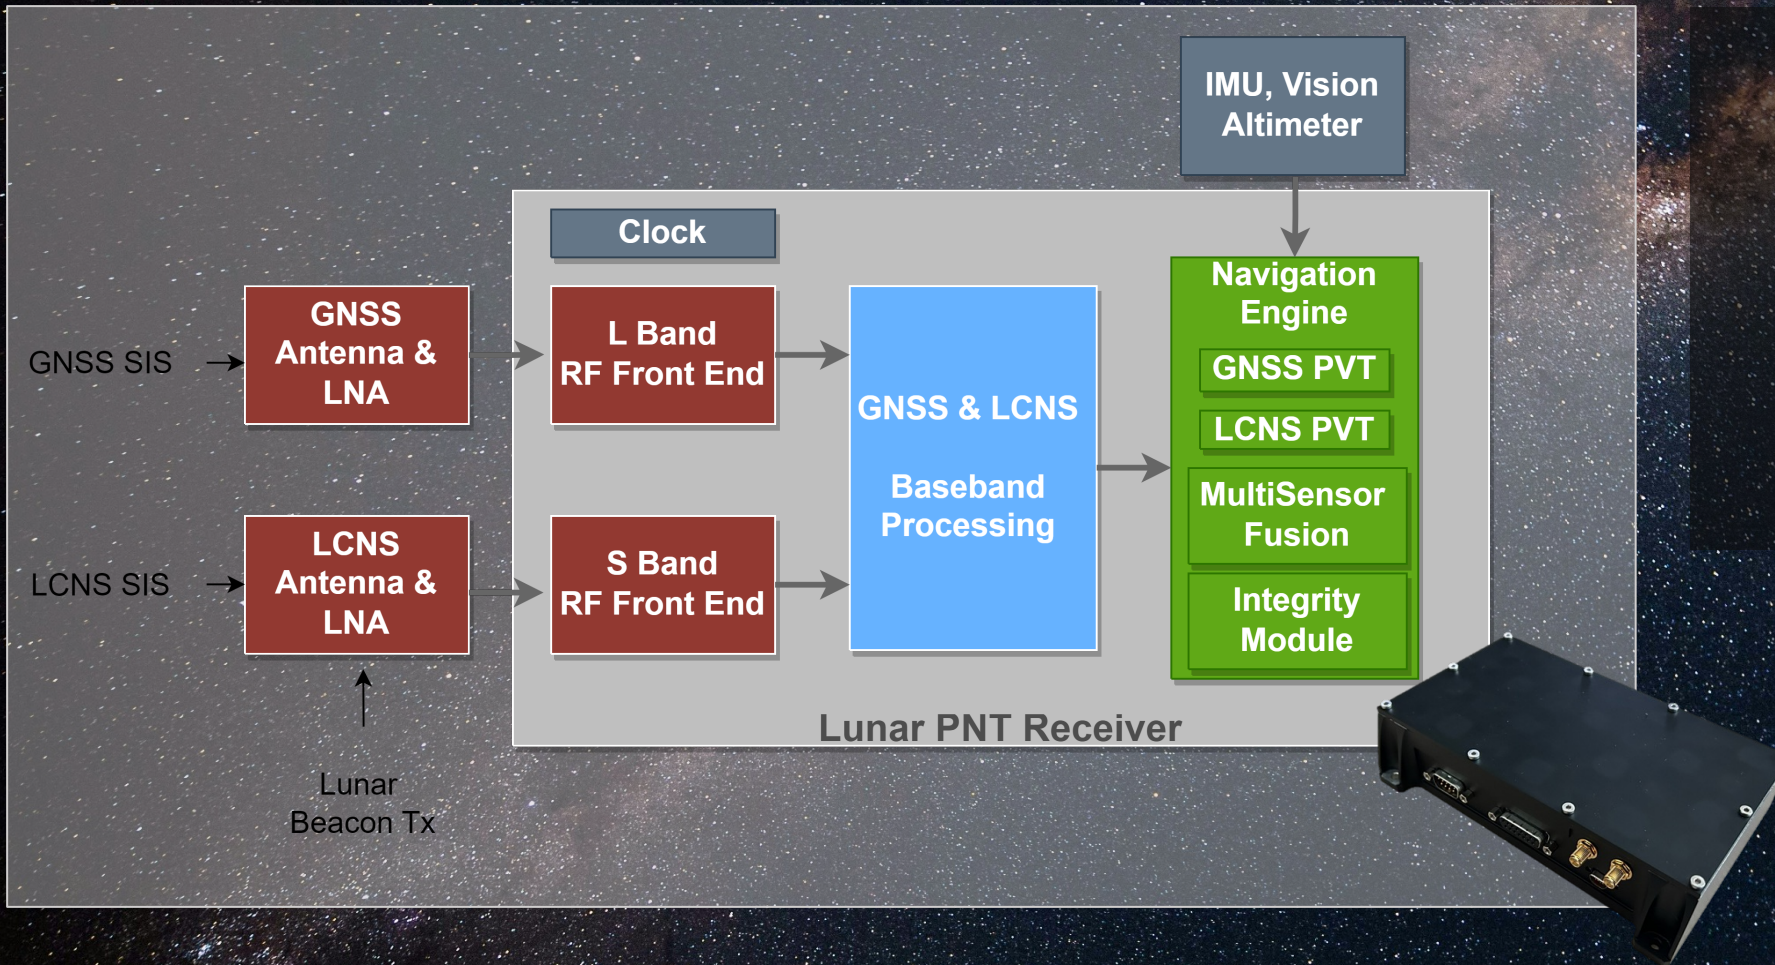 IMU, Vision
Altimeter
Clock
GNSS SIS
GNSS
Antenna &
LNA
L Band
RF Front End
GNSS & LCNS
Baseband
Processing
Navigation
Engine
GNSS PVT
LCNS PVT
MultiSensor
Fusion
Integrity
Module
LCNS SIS
LCNS
Antenna &
LNA
S Band
RF Front End
Lunar PNT Receiver
Lunar
Beacon Tx